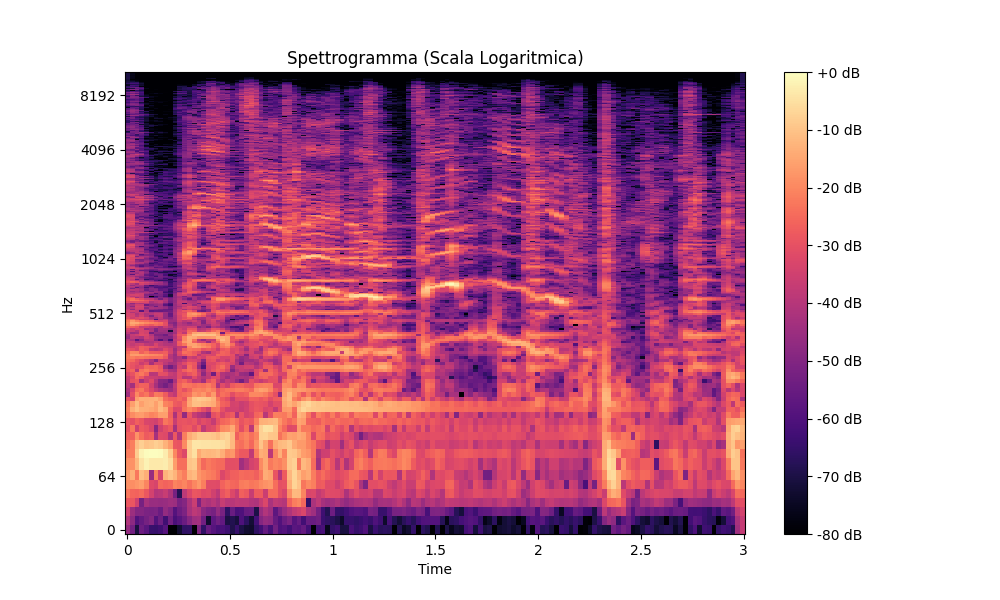 Spettrogramma (Scala Logaritmica)
8192
4096
2048
1024
512
256
128
64
0
Hz
0 0.5 1 1.5 2 2.5 3
Time
+0 dB
-10 dB
-20 dB
-30 dB
-40 dB
-50 dB
-60 dB
-70 dB
-80 dB